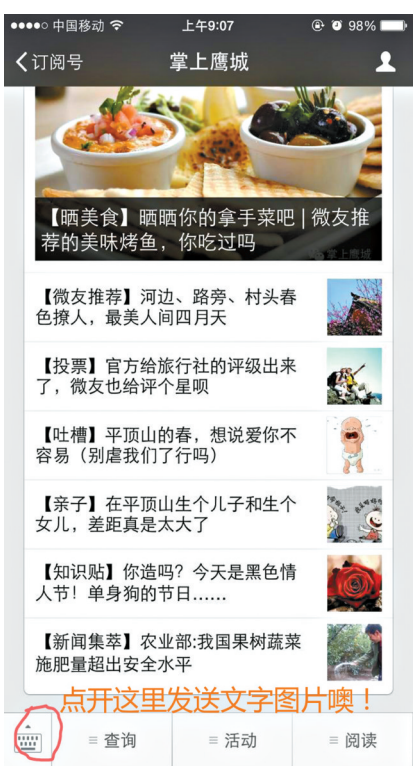 中国移动 上午9:07 98%
订阅号 掌上鹰城
【晒美食】晒晒你的拿手菜吧 | 微友推
荐的美味烤鱼，你吃过吗
掌上鹰城
【微友推荐】河边、路旁、村头春
色撩人，最美人间四月天
【投票】官方给旅行社的评级出来
了，微友也给评个星呗
【吐槽】平顶山的春，想说爱你不
容易（别虐我们了行吗）
【亲子】在平顶山生个儿子和生个
女儿，差距真是太大了
【知识贴】你造吗？今天是黑色情
人节！单身狗的节日......
【新闻集萃】农业部:我国果树蔬菜
施肥量超出安全水平
点开这里发送文字图片噢！
查询 活动 阅读